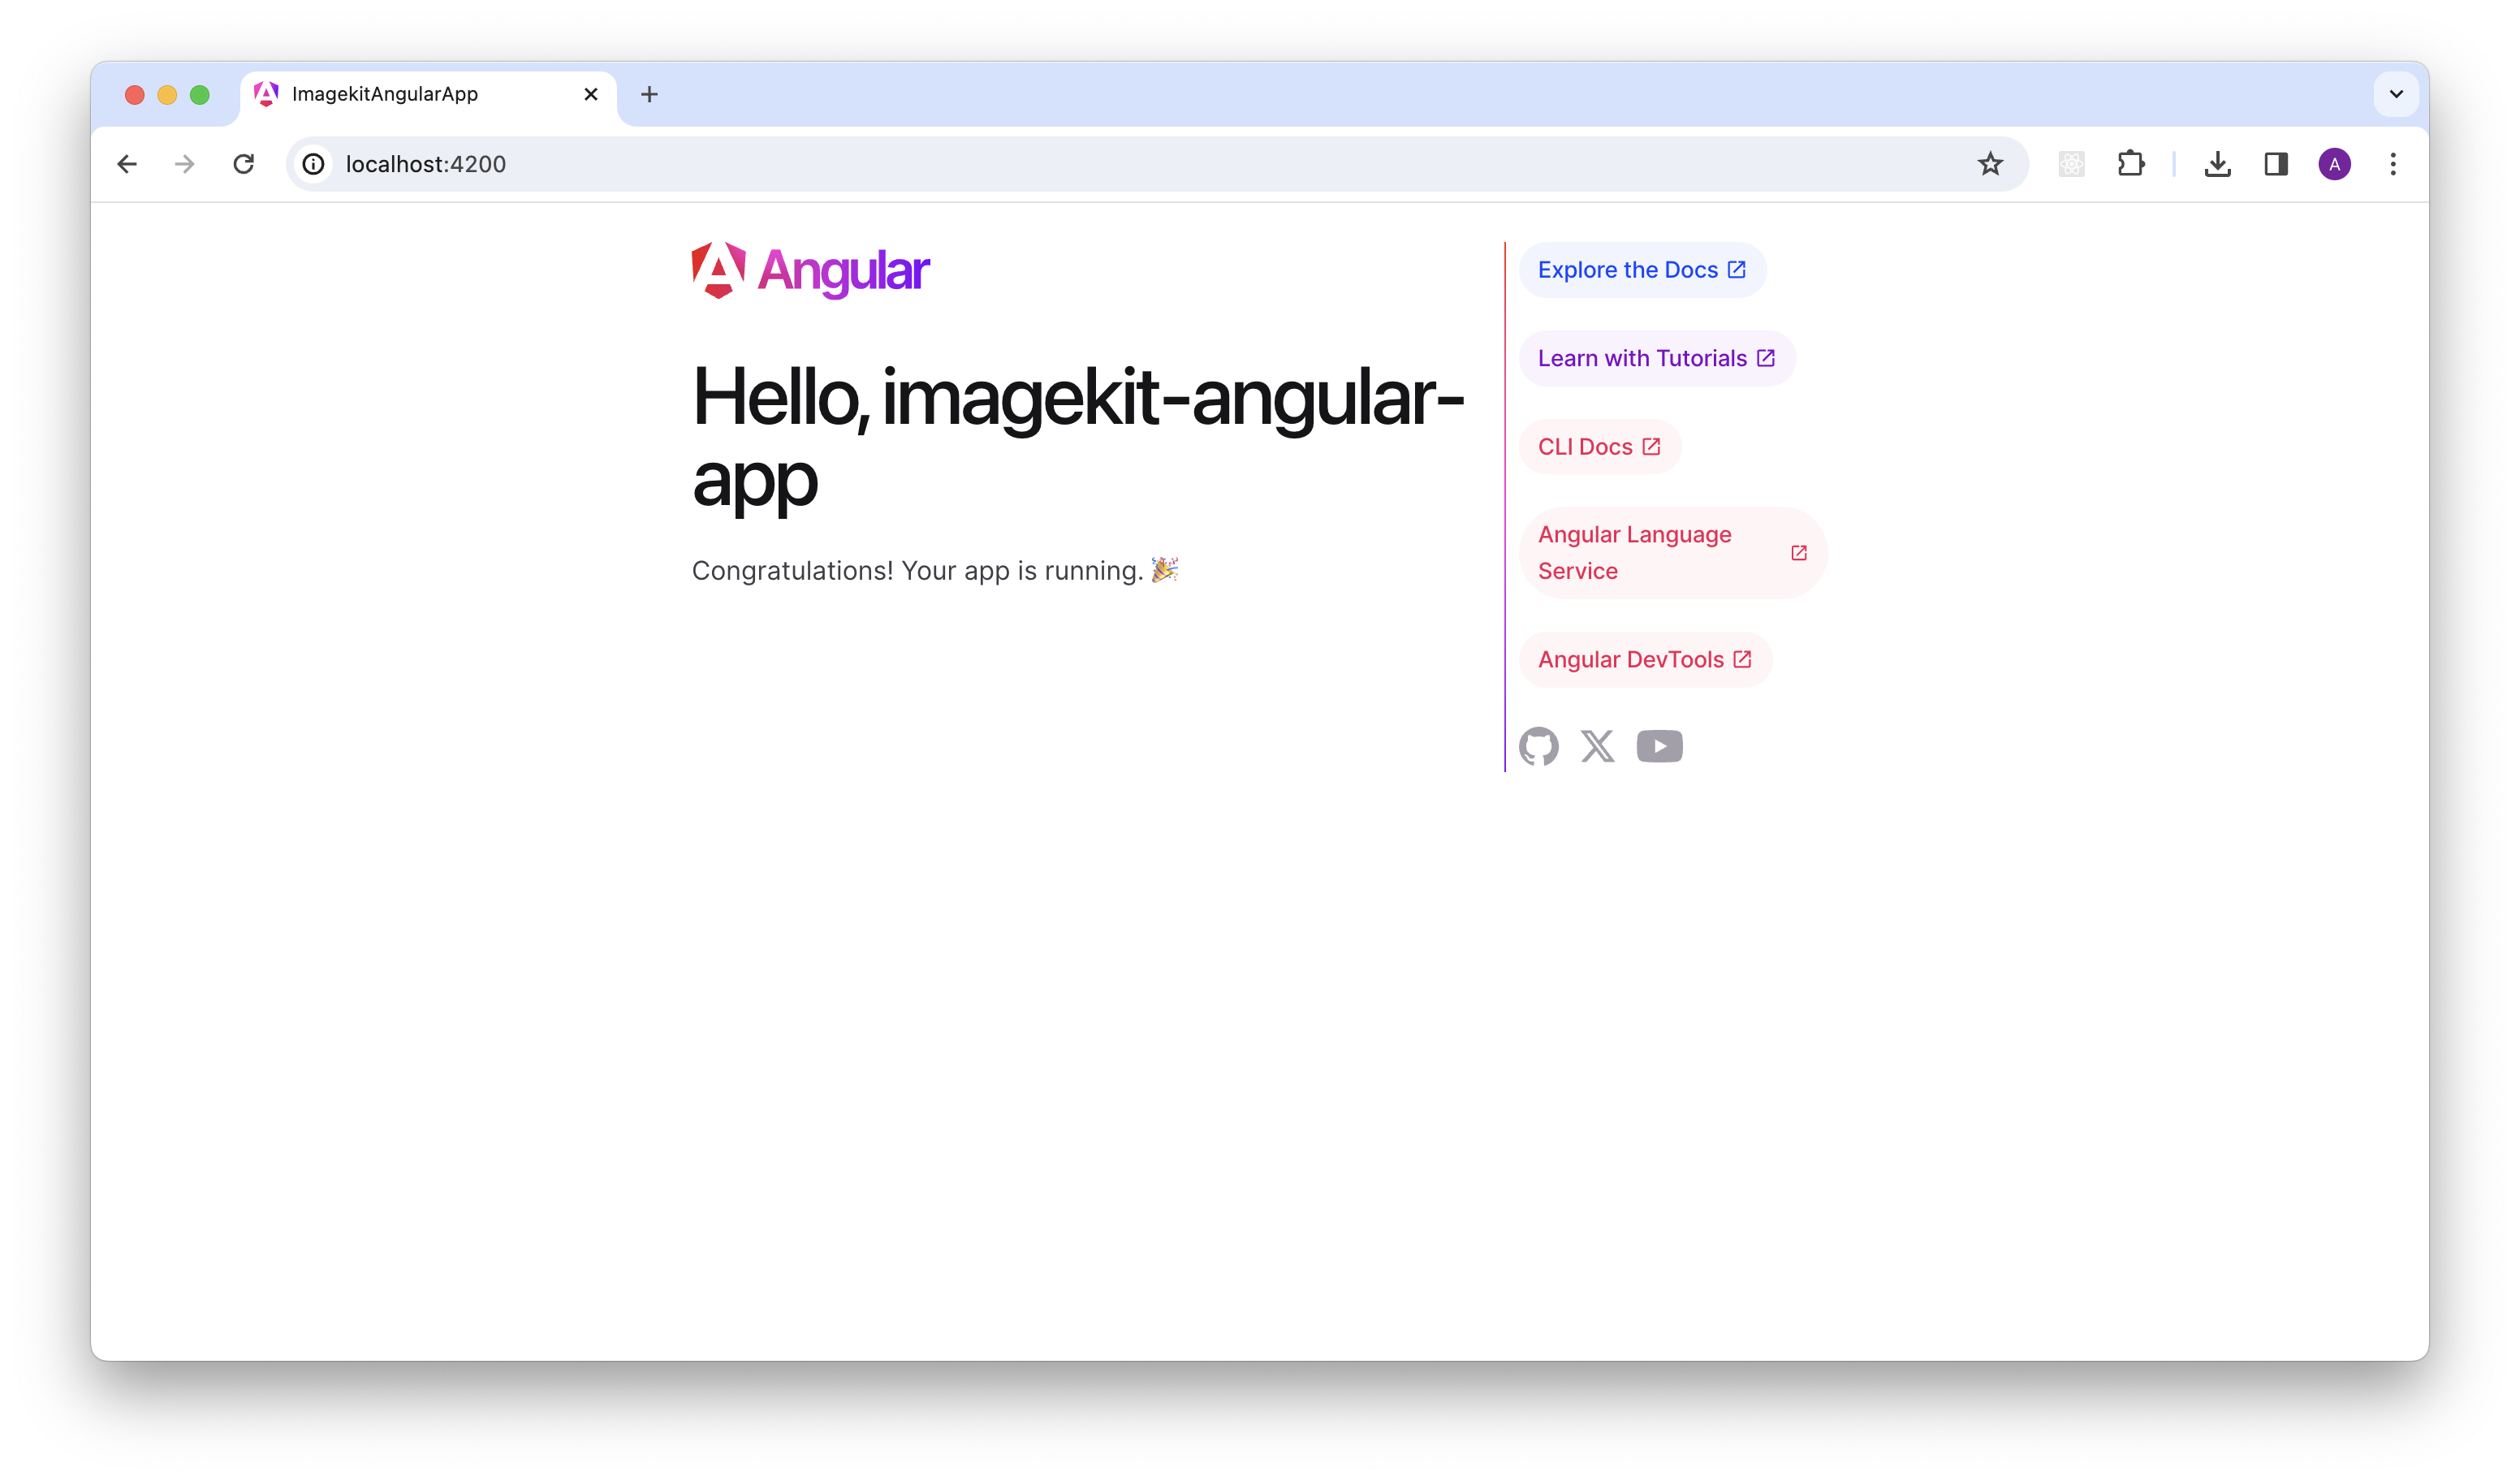 ImagekitAngularApp
localhost:4200
Angular
Hello, imagekit-angular-
app
Congratulations! Your app is running. 🎉
Explore the Docs
Learn with Tutorials
CLI Docs
Angular Language
Service
Angular DevTools
A